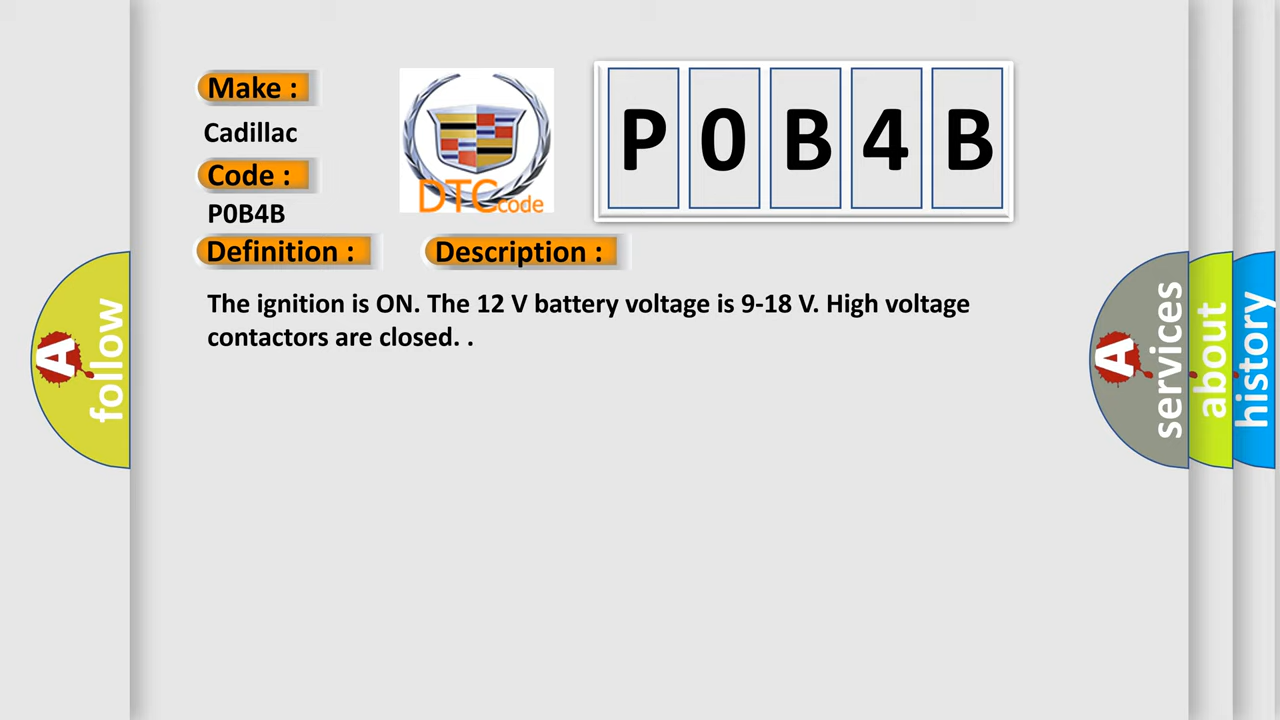 Make :
Cadillac
Code :
P0B4B
Definition :
Description :
The ignition is ON. The 12 V battery voltage is 9-18 V. High voltage
contactors are closed. .
DTCcode
P 0 B 4 B
A
follow
A
services
about
history